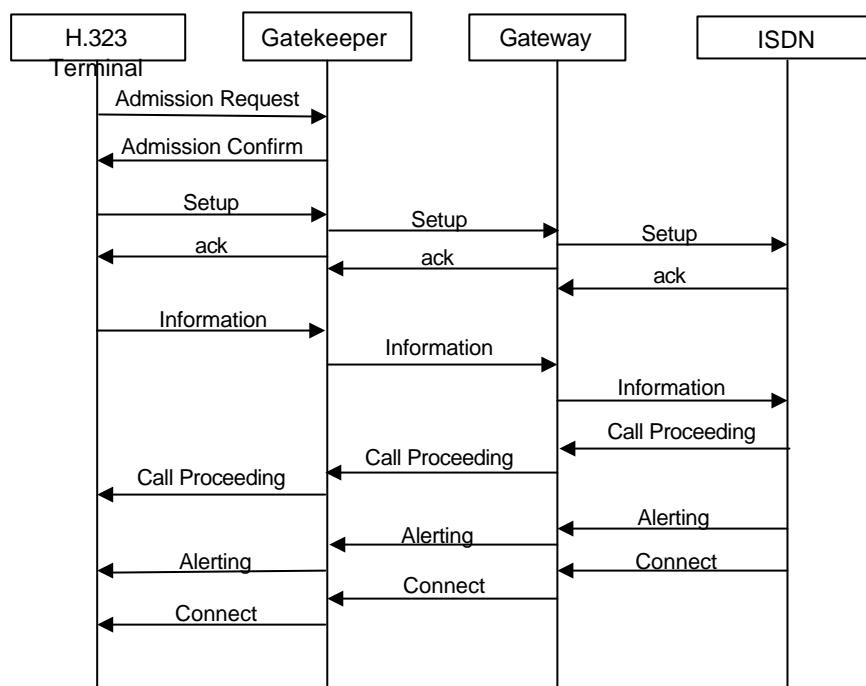 H.323
Terminal
Gatekeeper
Gateway
ISDN
Admission Request
Admission Confirm
Setup
Setup
Setup
ack
ack
ack
Information
Information
Information
Call Proceeding
Call Proceeding
Call Proceeding
Alerting
Alerting
Alerting
Connect
Connect
Connect